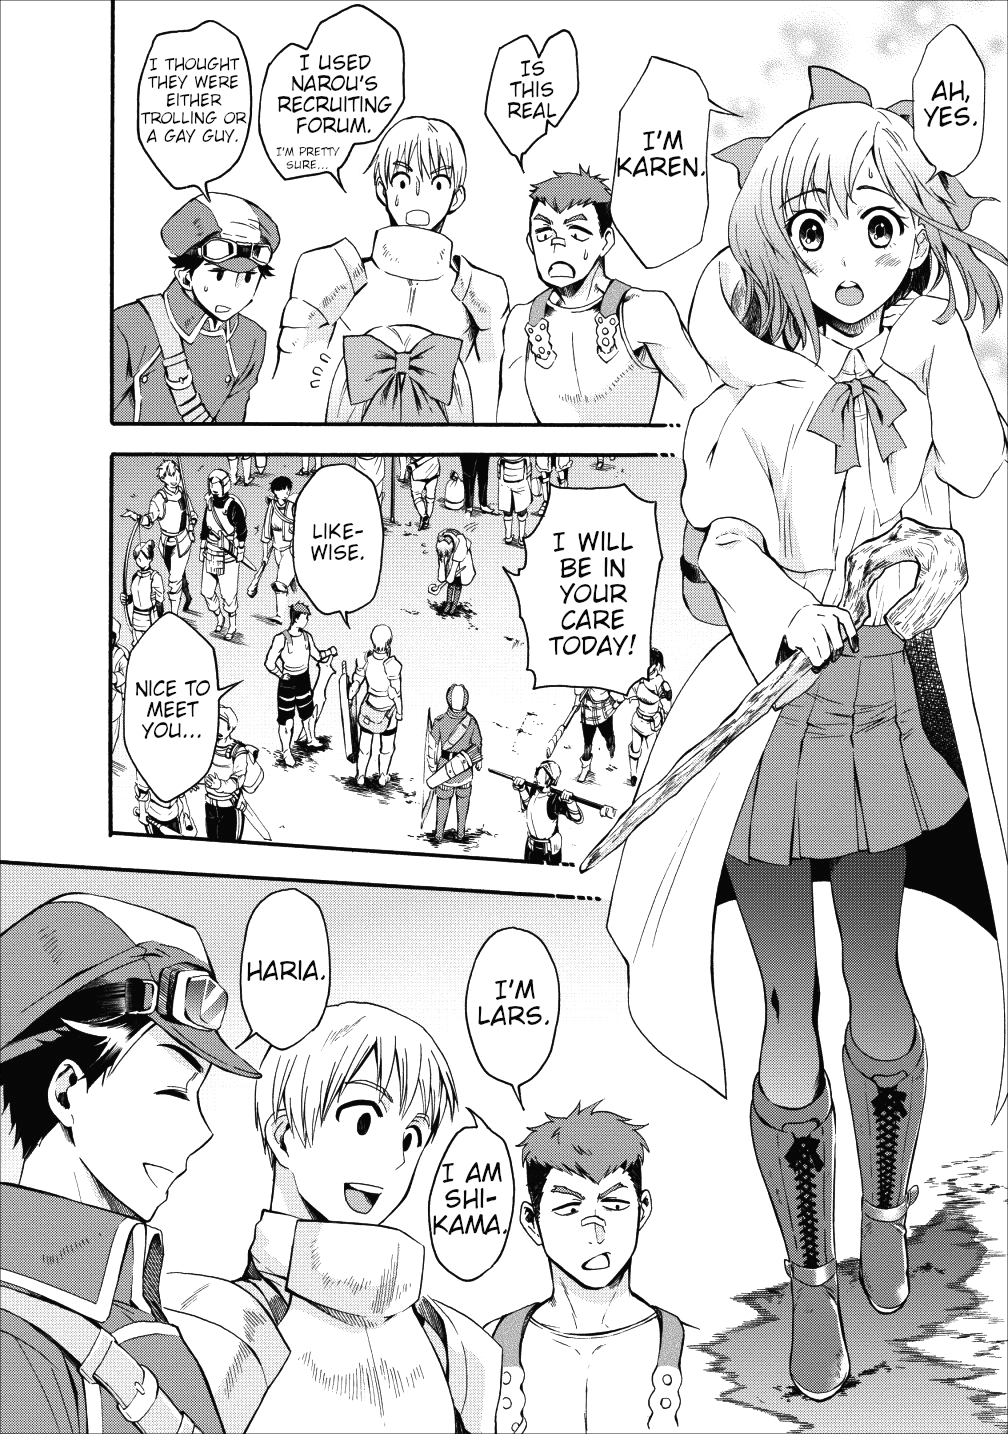 AH,
YES.
I'M
KAREN.
IS
THIS
REAL
I USED
NAROU'S
RECRUITING
FORUM.
I'M PRETTY
SURE...
I THOUGHT
THEY WERE
EITHER
TROLLING OR
A GAY GUY.
I WILL
BE IN
YOUR
CARE
TODAY!
LIKE-
WISE.
NICE TO
MEET
YOU...
I'M
LARS.
I AM
SHI-
KAMA.
HARIA.